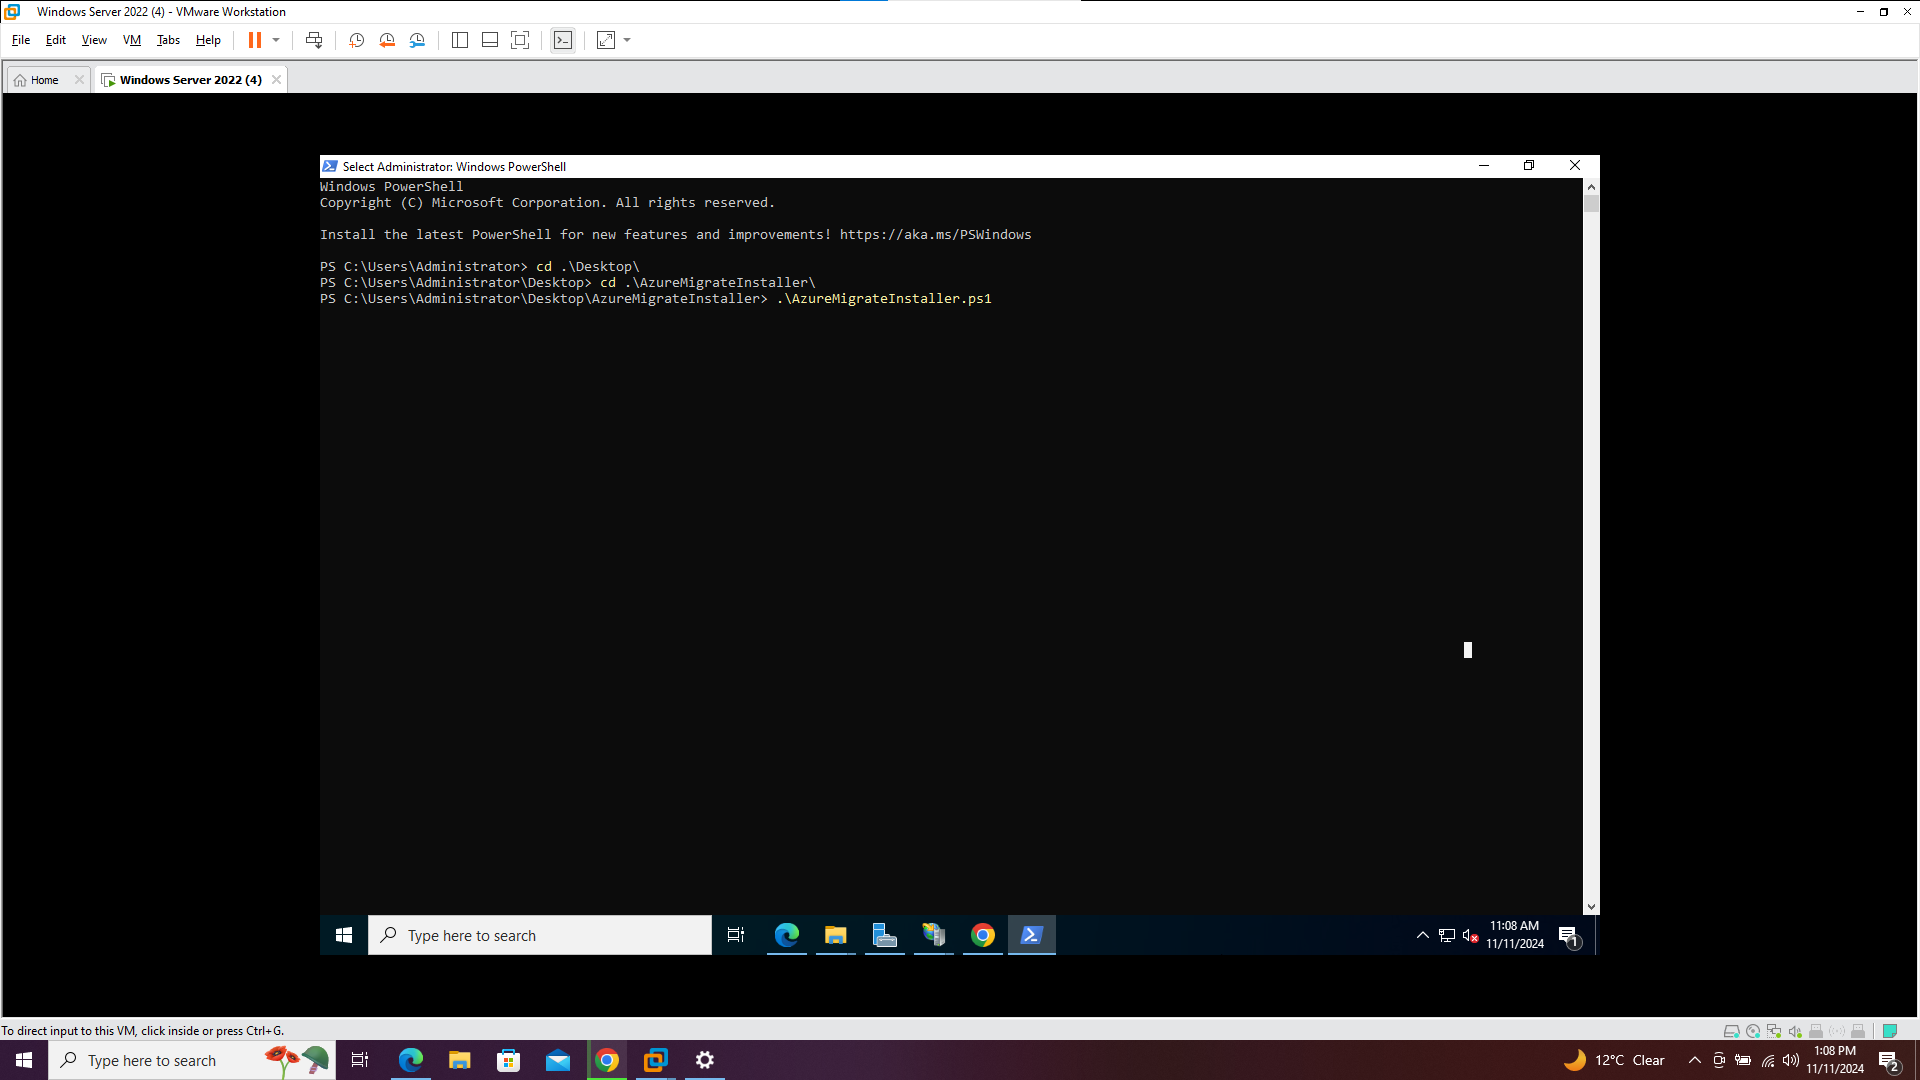 Windows Server 2022 (4) - VMware Workstation
File Edit View VM Tabs Help
Home Windows Server 2022 (4)
Select Administrator: Windows PowerShell
Windows PowerShell
Copyright (C) Microsoft Corporation. All rights reserved.
Install the latest PowerShell for new features and improvements! https://aka.ms/PSWindows
PS C:\Users\Administrator> cd .\Desktop\
PS C:\Users\Administrator\Desktop> cd .\AzureMigrateInstaller\
PS C:\Users\Administrator\Desktop\AzureMigrateInstaller> .\AzureMigrateInstaller.ps1
Type here to search
11:08 AM
11/11/2024
1
To direct input to this VM, click inside or press Ctrl+G.
Type here to search
12°C Clear
1:08 PM
11/11/2024
2